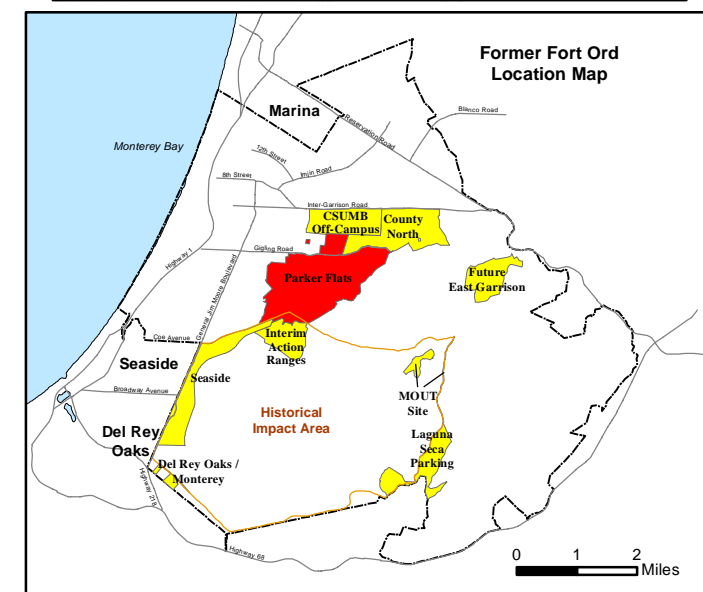 Former Fort Ord
Location Map
Marina
Blanco Road
Reservation Road
Monterey Bay
12th Street
Imjin Road
8th Street
Inter-Garrison Road
CSUMB
Off-Campus
County
North
Gigling Road
Highway 1
General Jim Moore Boulevard
Parker Flats
Future
East Garrison
Coe Avenue
Interim
Action
Ranges
Seaside
Seaside
Broadway Avenue
MOUT
Site
Historical
Impact Area
Del Rey
Oaks
Laguna
Seca
Parking
Del Rey Oaks /
Monterey
Highway 218
Highway 68
0 1 2
Miles